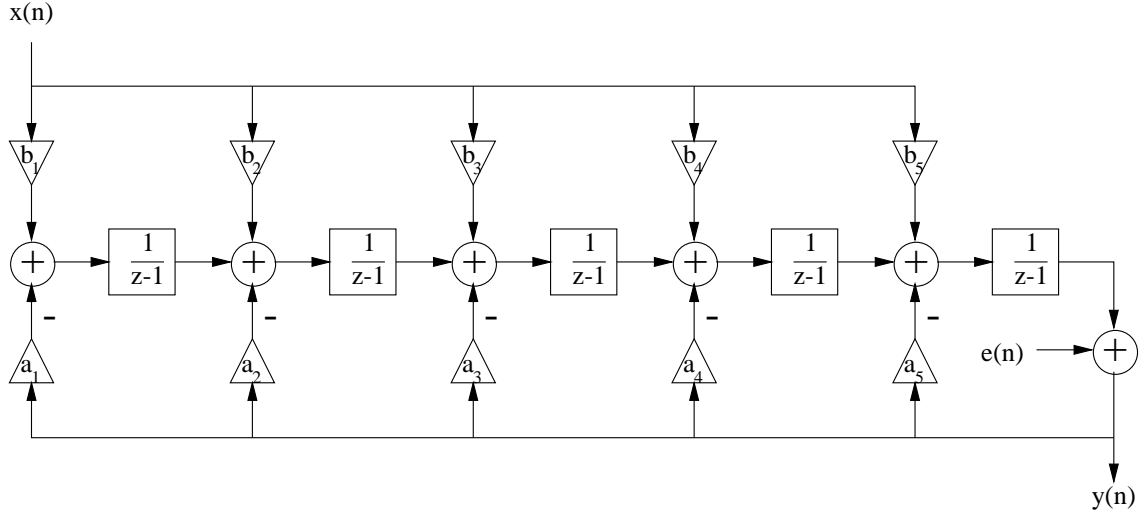 x(n)
b1 b2 b3 b4 b5
+ 1/z-1 + 1/z-1 + 1/z-1 + 1/z-1 + 1/z-1
- - - - -
e(n) +
a1 a2 a3 a4 a5
y(n)